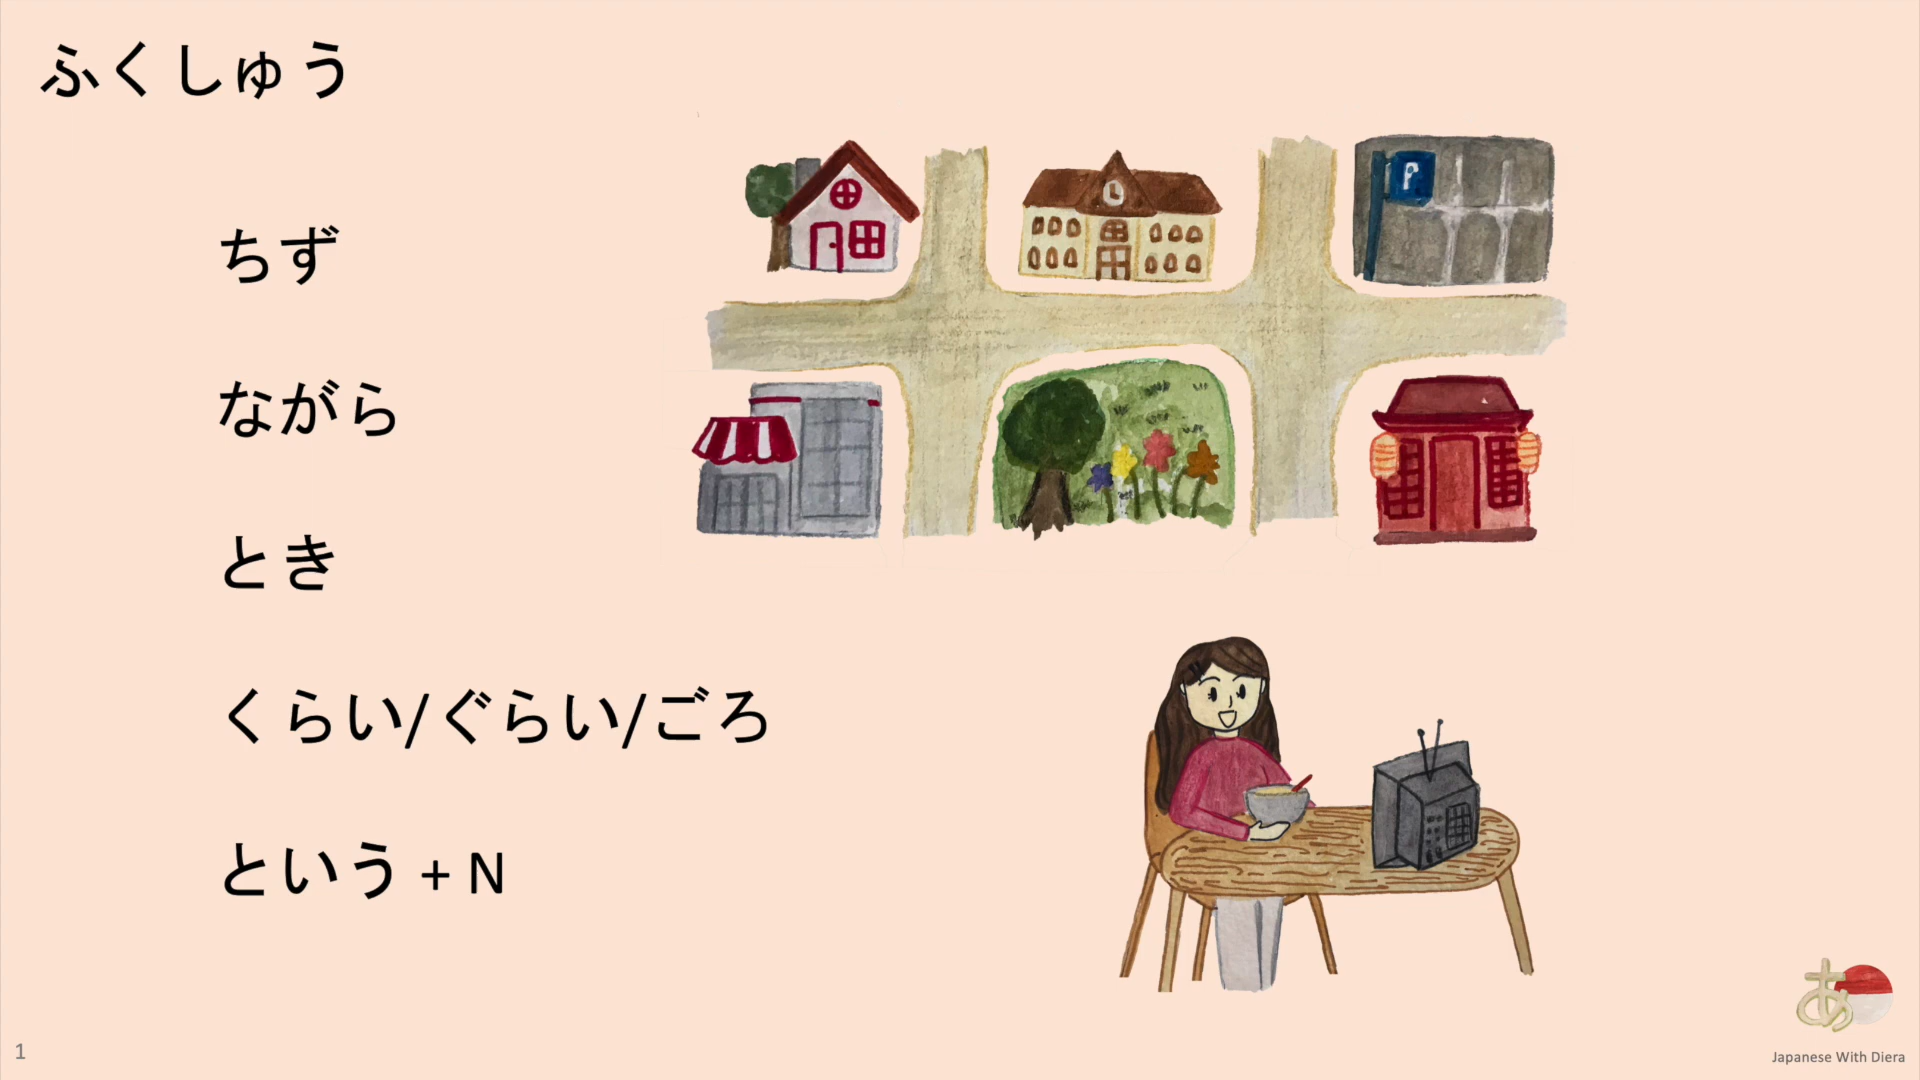 ふくしゅう
ちず
ながら
とき
くらい/ぐらい/ごろ
という + N
P
あ
Japanese With Diera
1